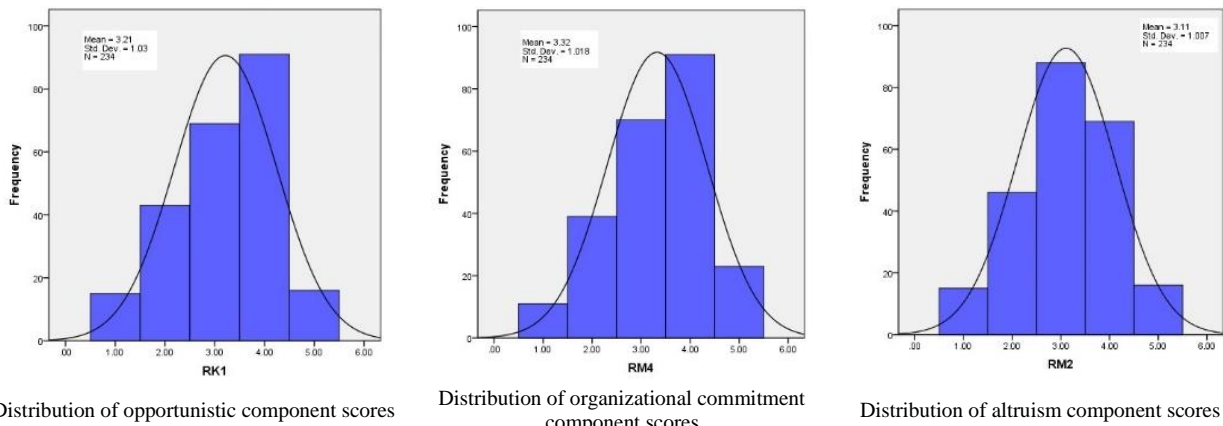 Mean = 3.21
Std. Dev. = 1.03
N = 234
Frequency
100
80
60
40
20
0
.00 1.00 2.00 3.00 4.00 5.00 6.00
RK1
Distribution of opportunistic component scores
Mean = 3.32
Std. Dev. = 1.018
N = 234
Frequency
100
80
60
40
20
0
.00 1.00 2.00 3.00 4.00 5.00 6.00
RM4
Distribution of organizational commitment
component scores
Mean = 3.11
Std. Dev. = 1.007
N = 234
Frequency
100
80
60
40
20
0
.00 1.00 2.00 3.00 4.00 5.00 6.00
RM2
Distribution of altruism component scores